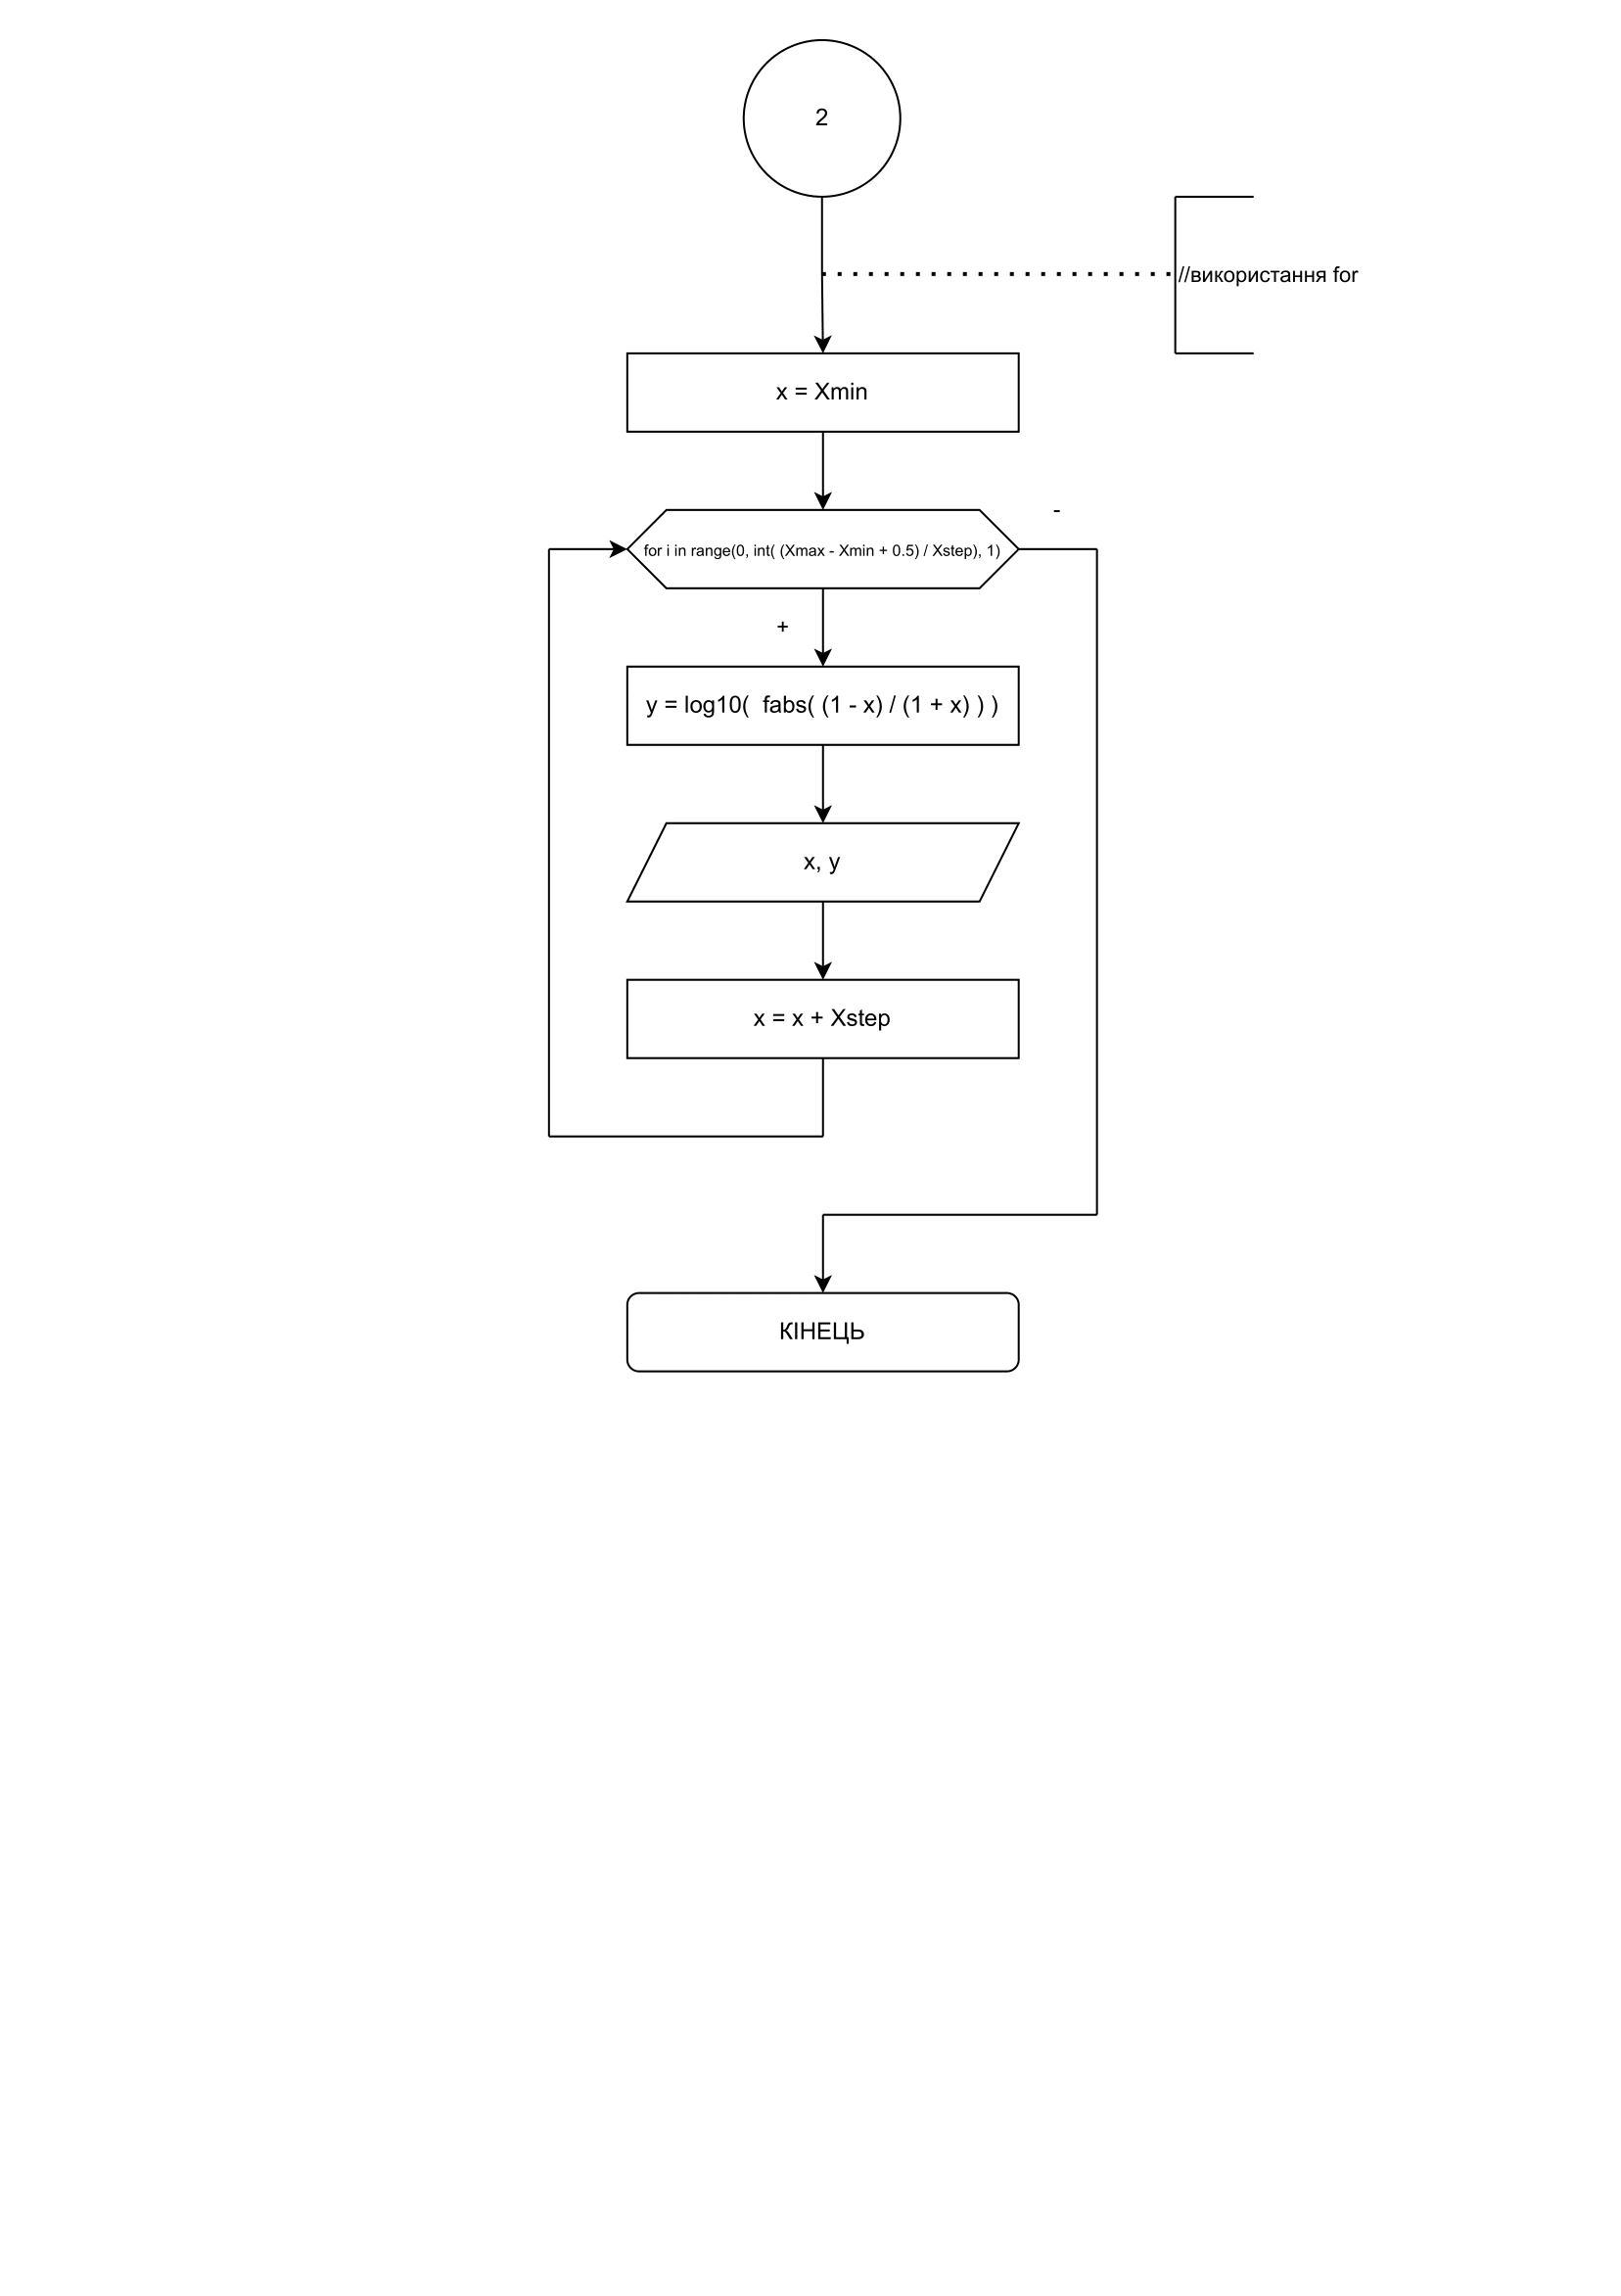 2
//використання for
x = Xmin
-
for i in range(0, int( (Xmax - Xmin + 0.5) / Xstep), 1)
+
y = log10(  fabs( (1 - x) / (1 + x) ) )
x, y
x = x + Xstep
КІНЕЦЬ